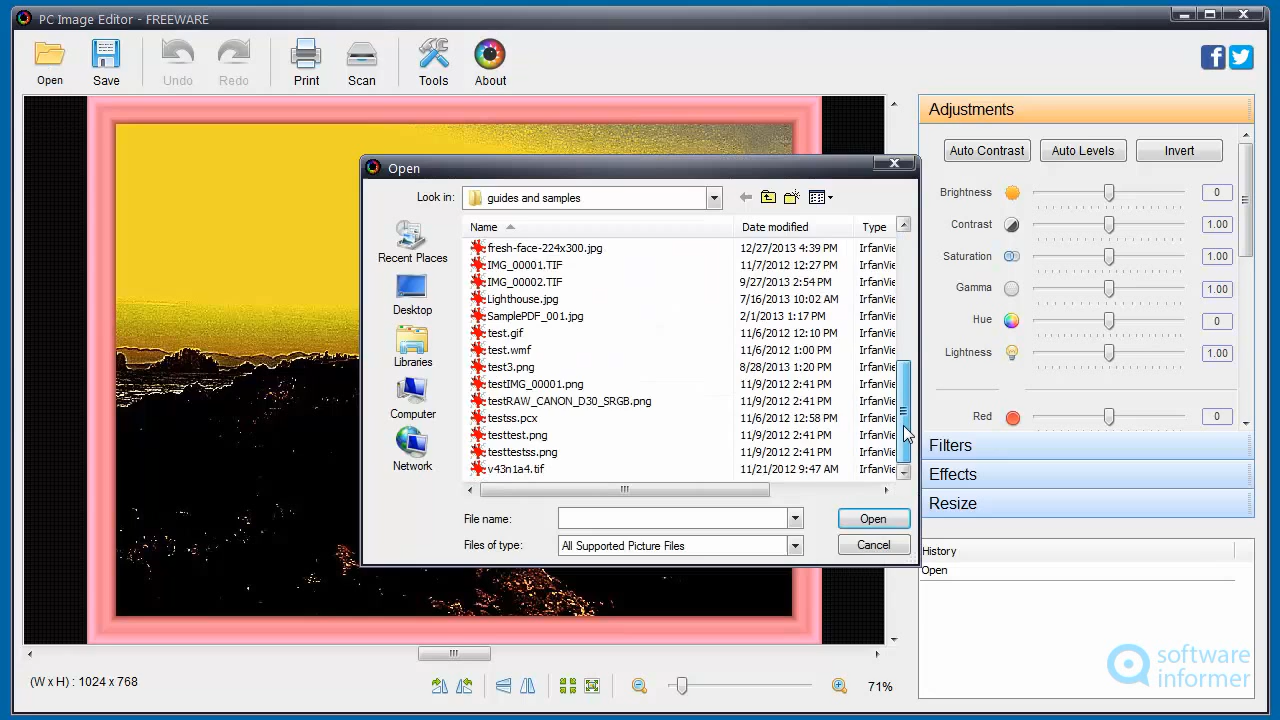 PC Image Editor - FREEWARE
Open Save Undo Redo Print Scan Tools About
Adjustments
Auto Contrast Auto Levels Invert
Brightness 0
Contrast 1.00
Saturation 1.00
Gamma 1.00
Hue 0
Lightness 1.00
Red 0
Filters
Effects
Resize
History
Open
Open
Look in: guides and samples
Recent Places
Desktop
Libraries
Computer
Network
Name Date modified Type
fresh-face-224x300.jpg 12/27/2013 4:39 PM IrfanVie
IMG_00001.TIF 11/7/2012 12:27 PM IrfanVie
IMG_00002.TIF 9/27/2013 2:54 PM IrfanVie
Lighthouse.jpg 7/16/2013 10:02 AM IrfanVie
SamplePDF_001.jpg 2/1/2013 1:17 PM IrfanVie
test.gif 11/6/2012 12:10 PM IrfanVie
test.wmf 11/6/2012 1:00 PM IrfanVie
test3.png 8/28/2013 1:20 PM IrfanVie
testIMG_00001.png 11/9/2012 2:41 PM IrfanVie
testRAW_CANON_D30_SRGB.png 11/9/2012 2:41 PM IrfanVie
testss.pcx 11/6/2012 12:58 PM IrfanVie
testtest.png 11/9/2012 2:41 PM IrfanVie
testtestss.png 11/9/2012 2:41 PM IrfanVie
v43n1a4.tif 11/21/2012 9:47 AM IrfanVie
File name: Open
Files of type: All Supported Picture Files Cancel
(W x H) : 1024 x 768
71%
software
informer